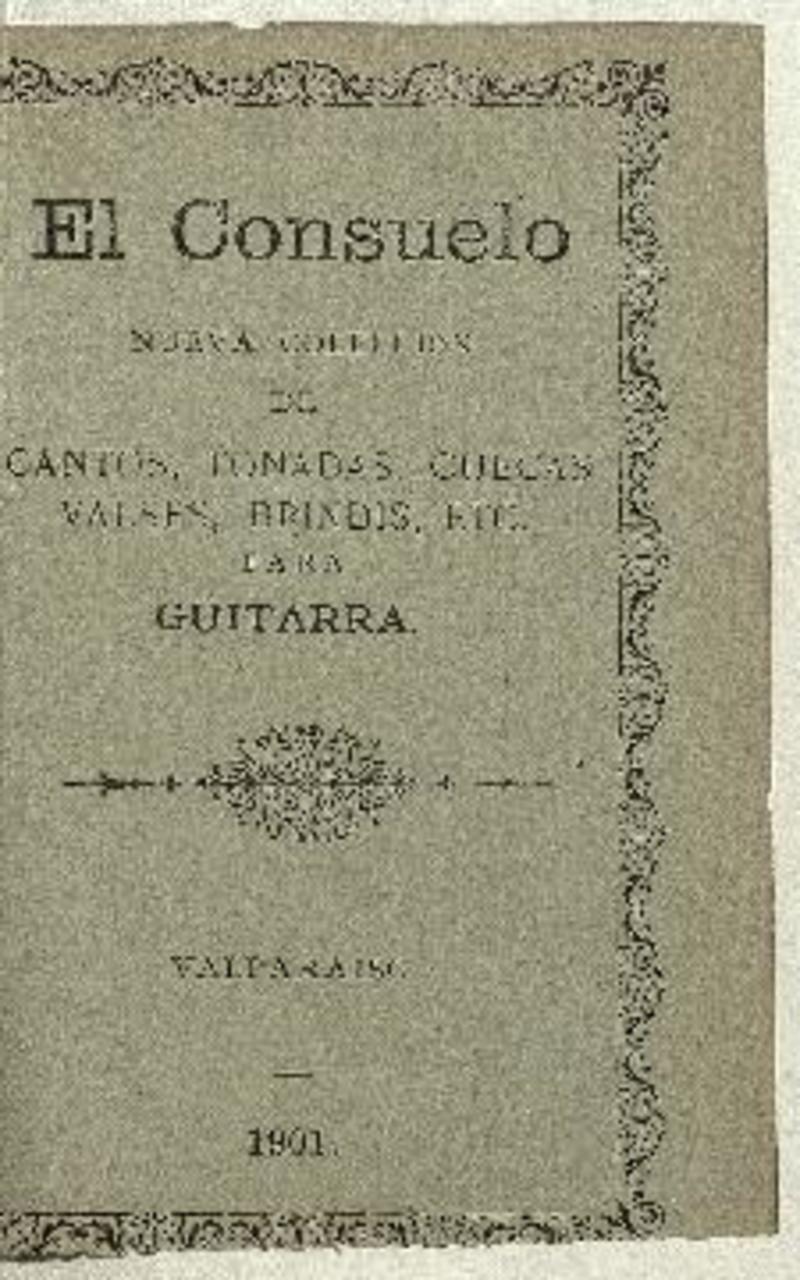 El Consuelo
NUEVA COLECCION
DE
CANTOS, TONADAS, CUECAS
VALSES, BRINDIS, ETC.
PARA
GUITARRA.
VALPARAISO
1901.